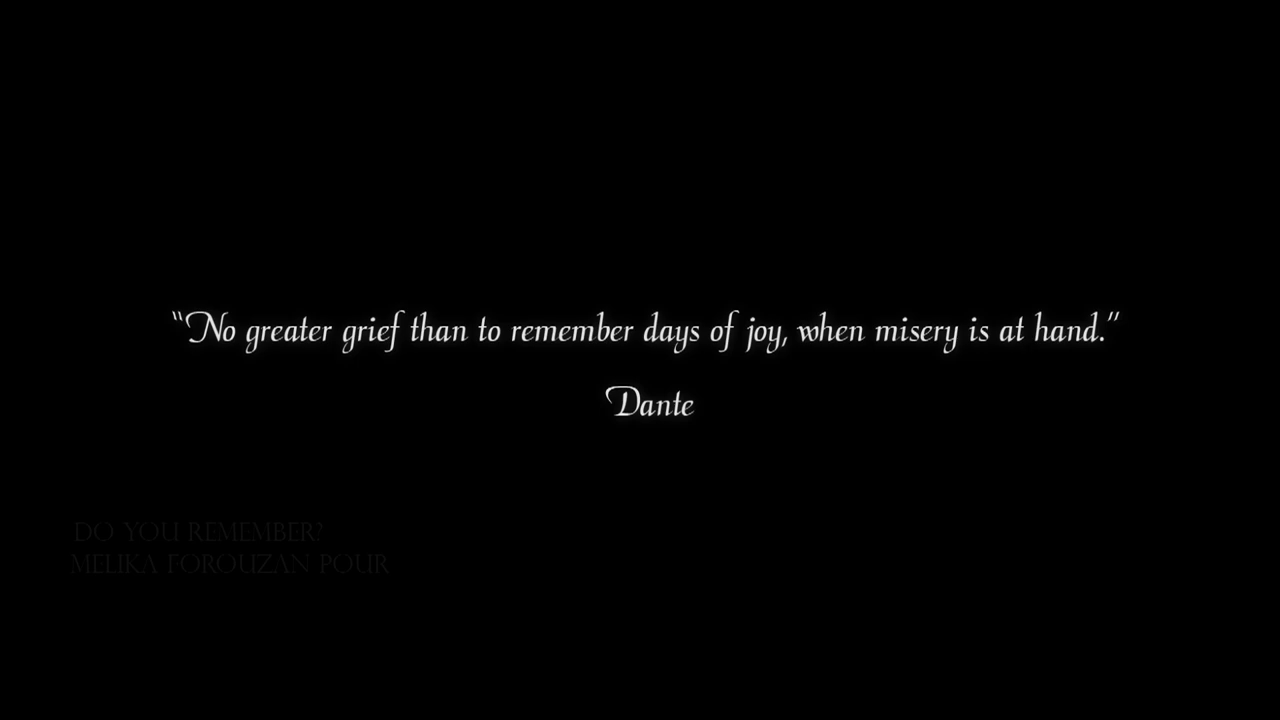 “No greater grief than to remember days of joy, when misery is at hand.”
Dante
DO YOU REMEMBER?
MELIKA FOROUZAN POUR